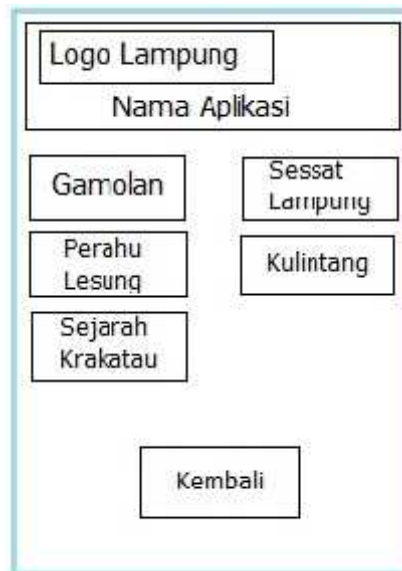 Logo Lampung
Nama Aplikasi
Gamolan
Sessat
Lampung
Perahu
Lesung
Kulintang
Sejarah
Krakatau
Kembali